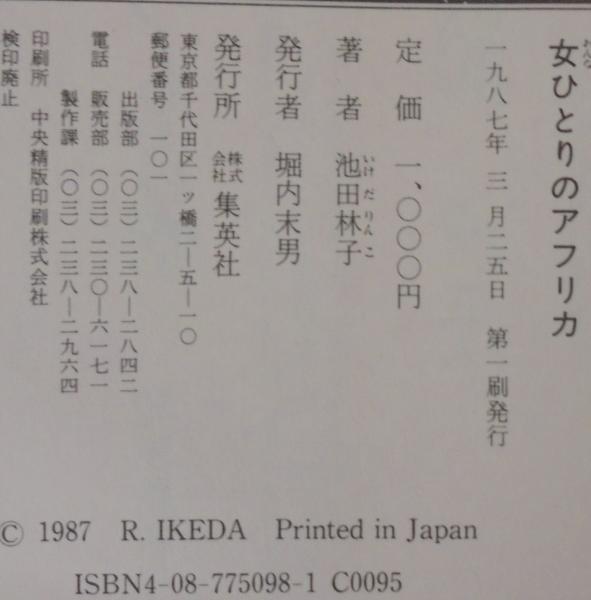 女ひとりのアフリカ
一九八七年 三 月二五日 第一刷発行
定 価 一、〇〇〇円
著 者 池田林子
発行者 堀内末男
発行所 株式会社 集英社
東京都千代田区一ッ橋二—五—一〇
郵便番号 一〇一
出版部 (〇三)二三八—二八四二
電話 販売部 (〇三)二三〇—六一七一
製作課 (〇三)二三八—二九六四
印刷所 中央精版印刷株式会社
検印廃止
© 1987 R. IKEDA Printed in Japan
ISBN4-08-775098-1 C0095